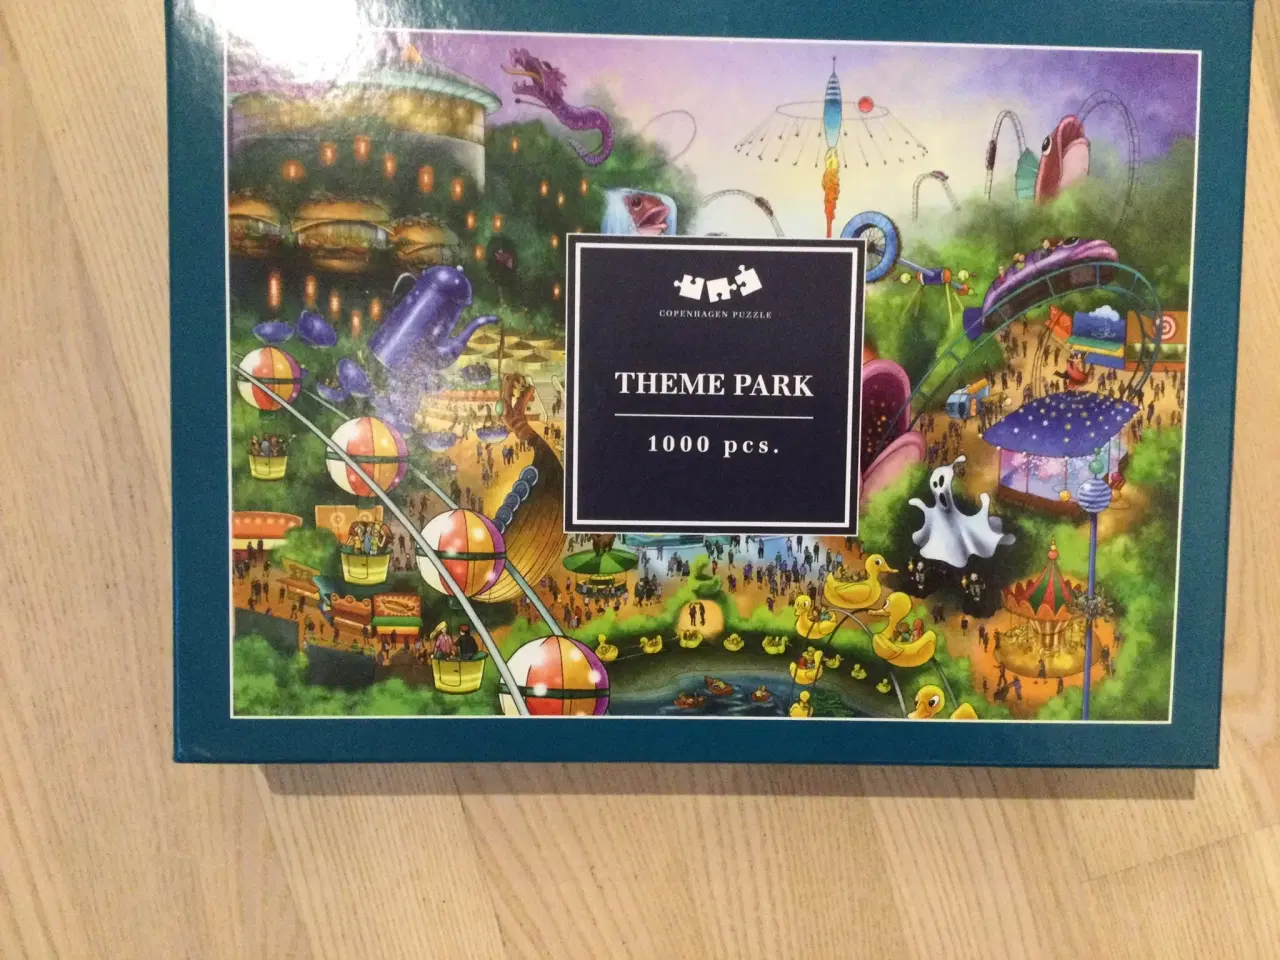 COPENHAGEN PUZZLE
THEME PARK
1000 pcs.